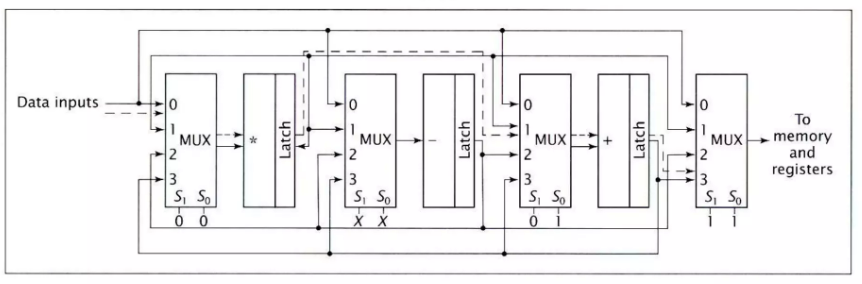 Data inputs
0
1
2
3
MUX
S1 S0
0 0
*
Latch
0
1
2
3
MUX
S1 S0
X X
−
Latch
0
1
2
3
MUX
S1 S0
0 1
+
Latch
0
1
2
3
MUX
S1 S0
1 1
To
memory
and
registers